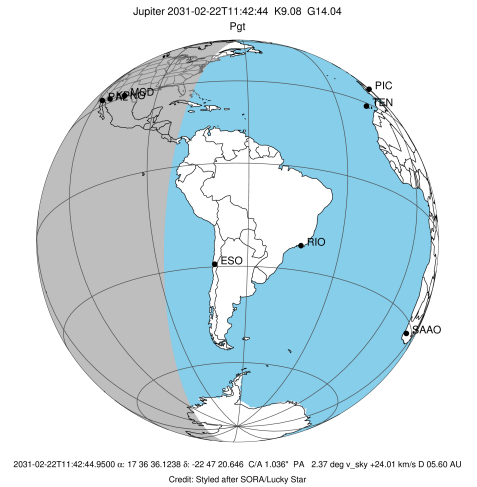 Jupiter 2031-02-22T11:42:44 K9.08 G14.04
Pgt
PIC
TEN
MCD
RIO
ESO
SAAO
2031-02-22T11:42:44.9500 α: 17 36 36.1238 δ: -22 47 20.646 C/A 1.036" PA 2.37 deg v_sky +24.01 km/s D 05.60 AU
Credit: Styled after SORA/Lucky Star